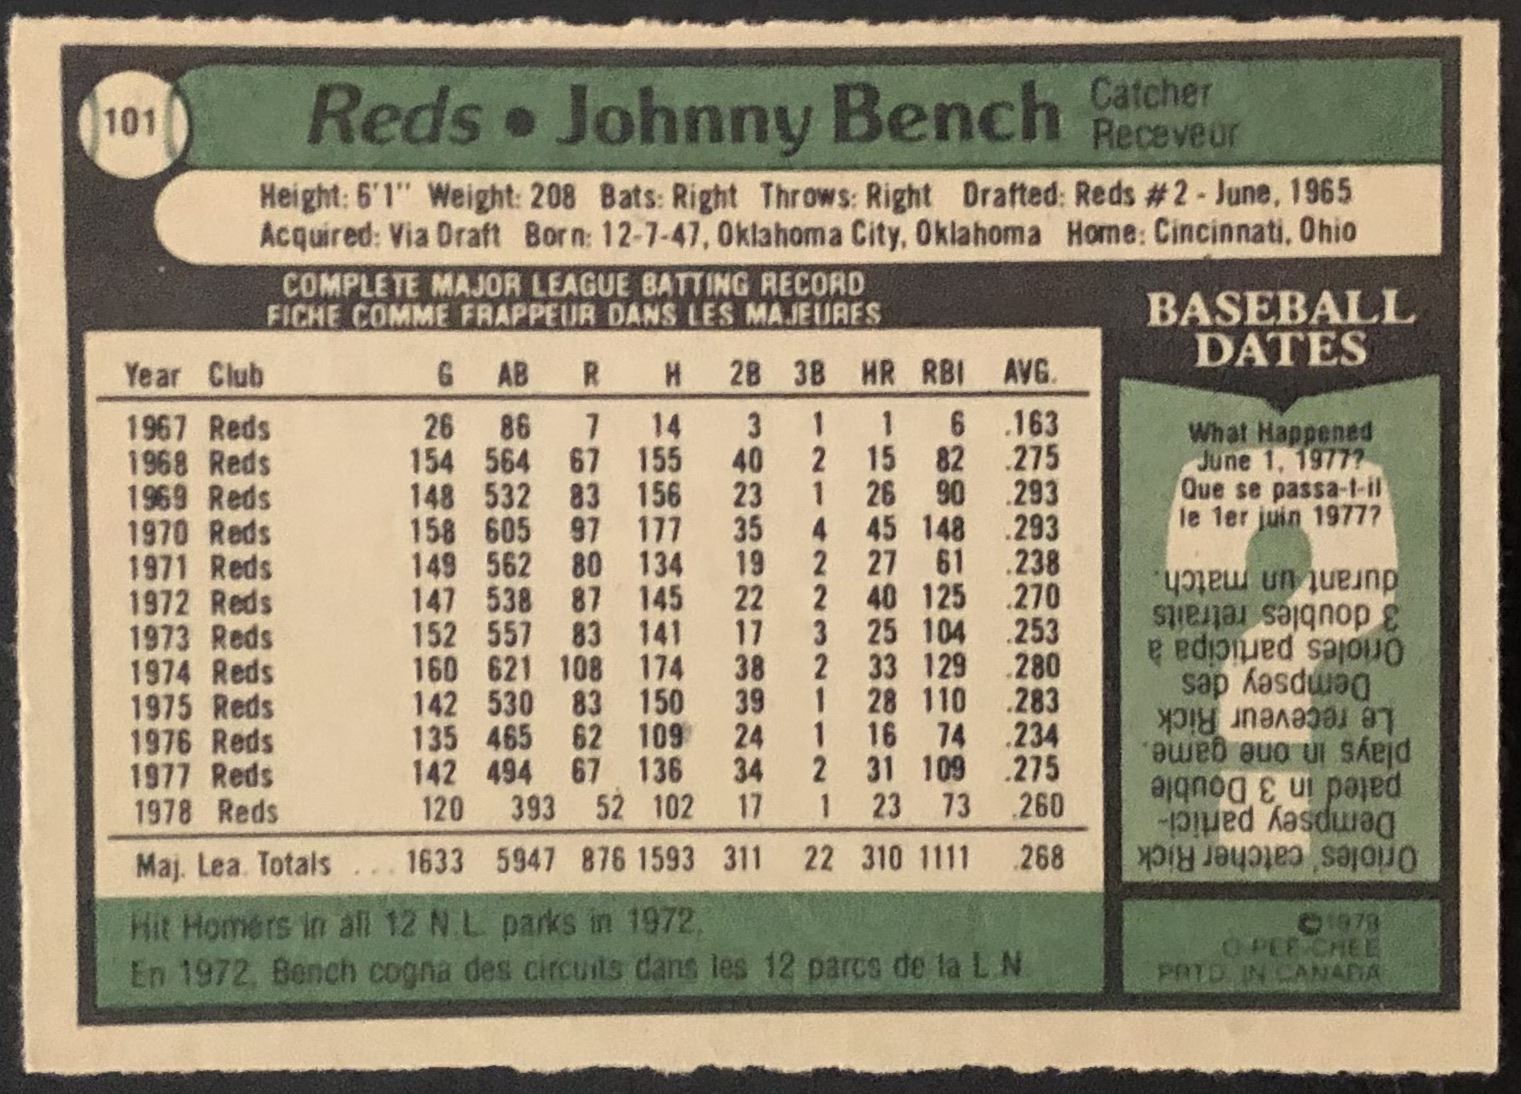 101
Reds • Johnny Bench
Catcher
Receveur
Height: 6'1" Weight: 208 Bats: Right Throws: Right Drafted: Reds #2 - June, 1965
Acquired: Via Draft Born: 12-7-47, Oklahoma City, Oklahoma Home: Cincinnati, Ohio
COMPLETE MAJOR LEAGUE BATTING RECORD
FICHE COMME FRAPPEUR DANS LES MAJEURES
Year Club G AB R H 2B 3B HR RBI AVG.
1967 Reds 26 86 7 14 3 1 1 6 .163
1968 Reds 154 564 67 155 40 2 15 82 .275
1969 Reds 148 532 83 156 23 1 26 90 .293
1970 Reds 158 605 97 177 35 4 45 148 .293
1971 Reds 149 562 80 134 19 2 27 61 .238
1972 Reds 147 538 87 145 22 2 40 125 .270
1973 Reds 152 557 83 141 17 3 25 104 .253
1974 Reds 160 621 108 174 38 2 33 129 .280
1975 Reds 142 530 83 150 39 1 28 110 .283
1976 Reds 135 465 62 109 24 1 16 74 .234
1977 Reds 142 494 67 136 34 2 31 109 .275
1978 Reds 120 393 52 102 17 1 23 73 .260
Maj. Lea. Totals ... 1633 5947 876 1593 311 22 310 1111 .268
Hit Homers in all 12 N.L. parks in 1972.
En 1972, Bench cogna des circuits dans les 12 parcs de la L.N.
BASEBALL
DATES
What Happened
June 1, 1977?
Que se passa-t-il
le 1er juin 1977?
Orioles' catcher Rick
Dempsey partici-
pated in 3 Double
plays in one game.
Le receveur Rick
Dempsey des
Orioles participa à
3 doubles retraits
durant un match.
©1979
O-PEE-CHEE
PRTD. IN CANADA